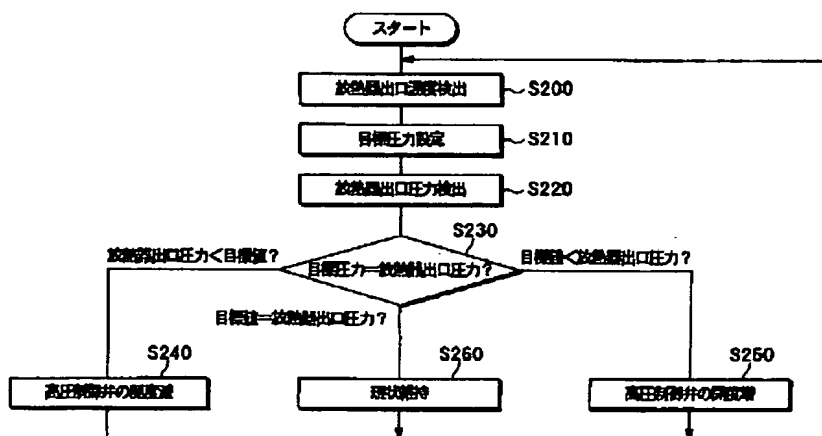 スタート
放熱器出口温度検出
S200
目標圧力設定
S210
放熱器出口圧力検出
S220
S230
放熱器出口圧力<目標値?
目標圧力=放熱器出口圧力?
目標値<放熱器出口圧力?
目標値=放熱器出口圧力?
S240
S260
S250
高圧制御弁の開度減
現状維持
高圧制御弁の開度増